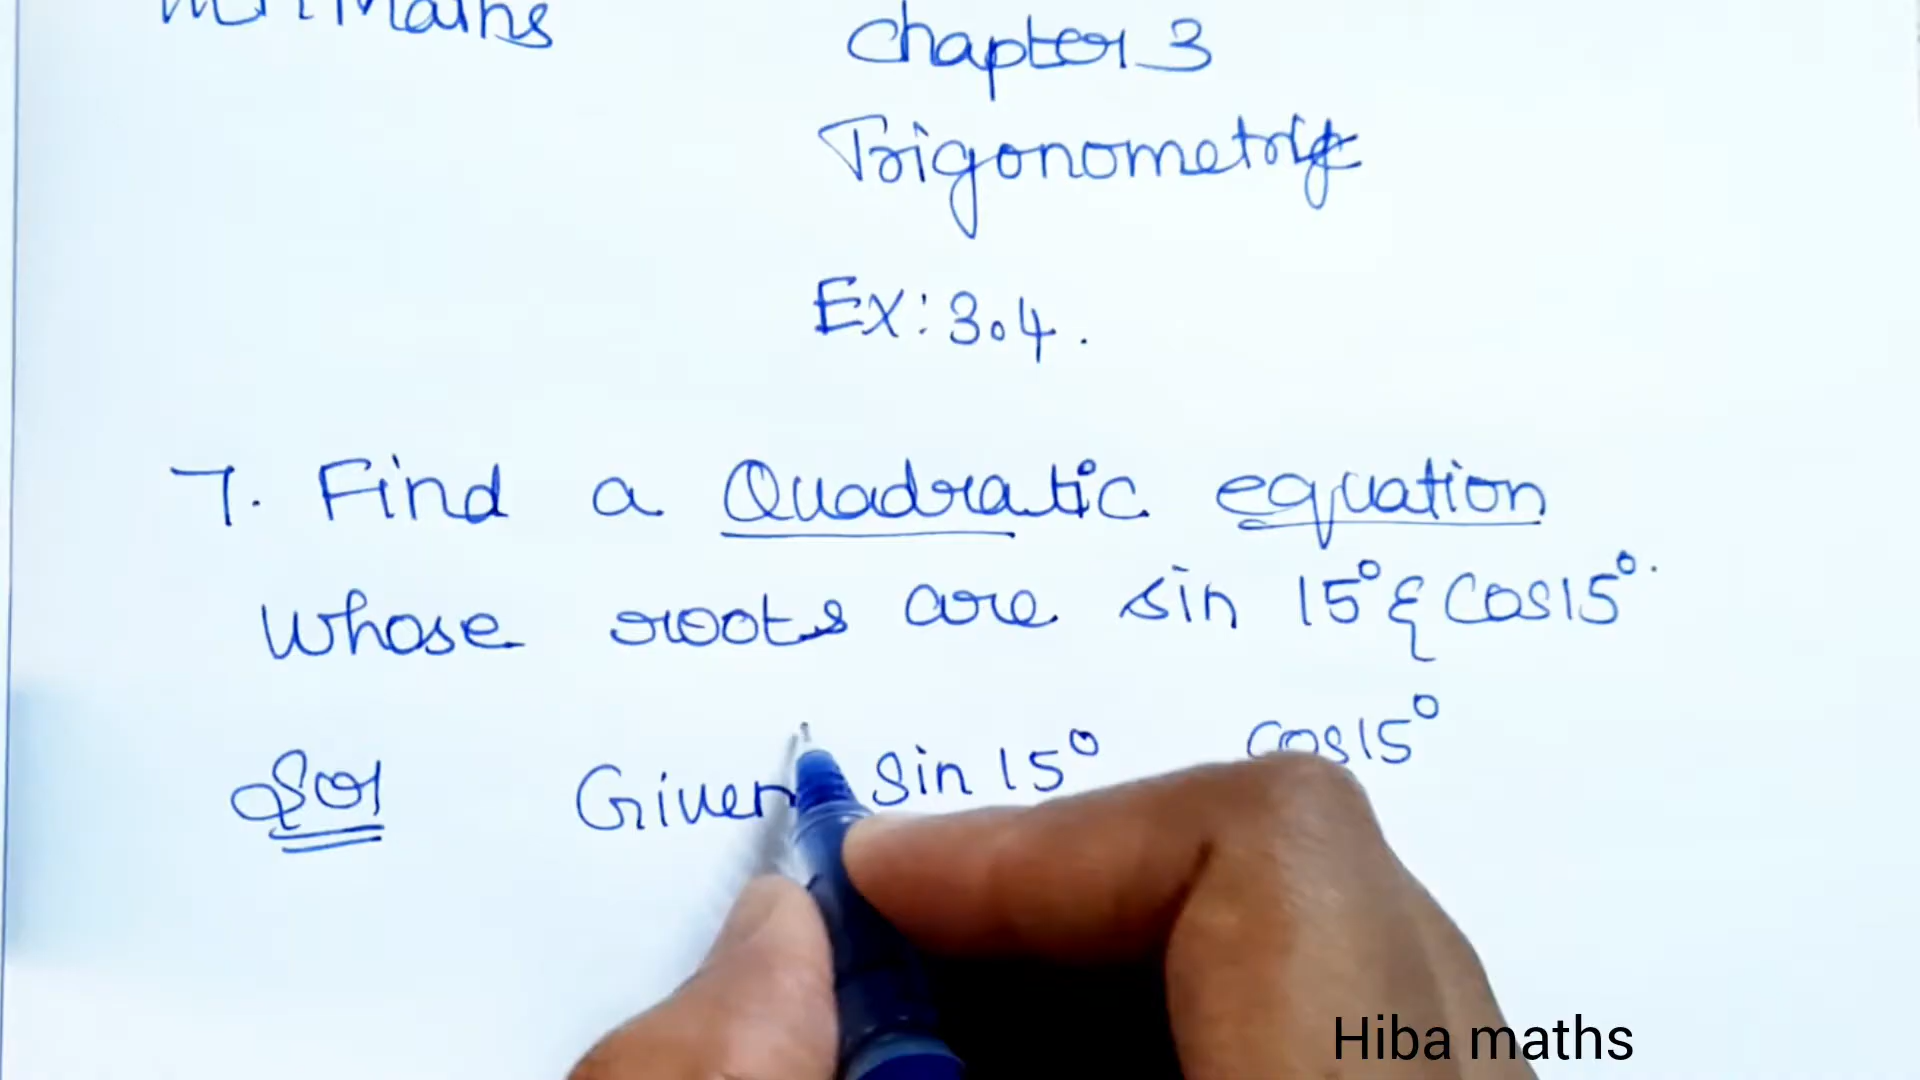 Maths
Chapter 3
Trigonometry
Ex: 3.4.
7. Find a Quadratic equation
whose roots are sin 15° & cos 15°.
Sol Given sin 15° cos 15°
Hiba maths